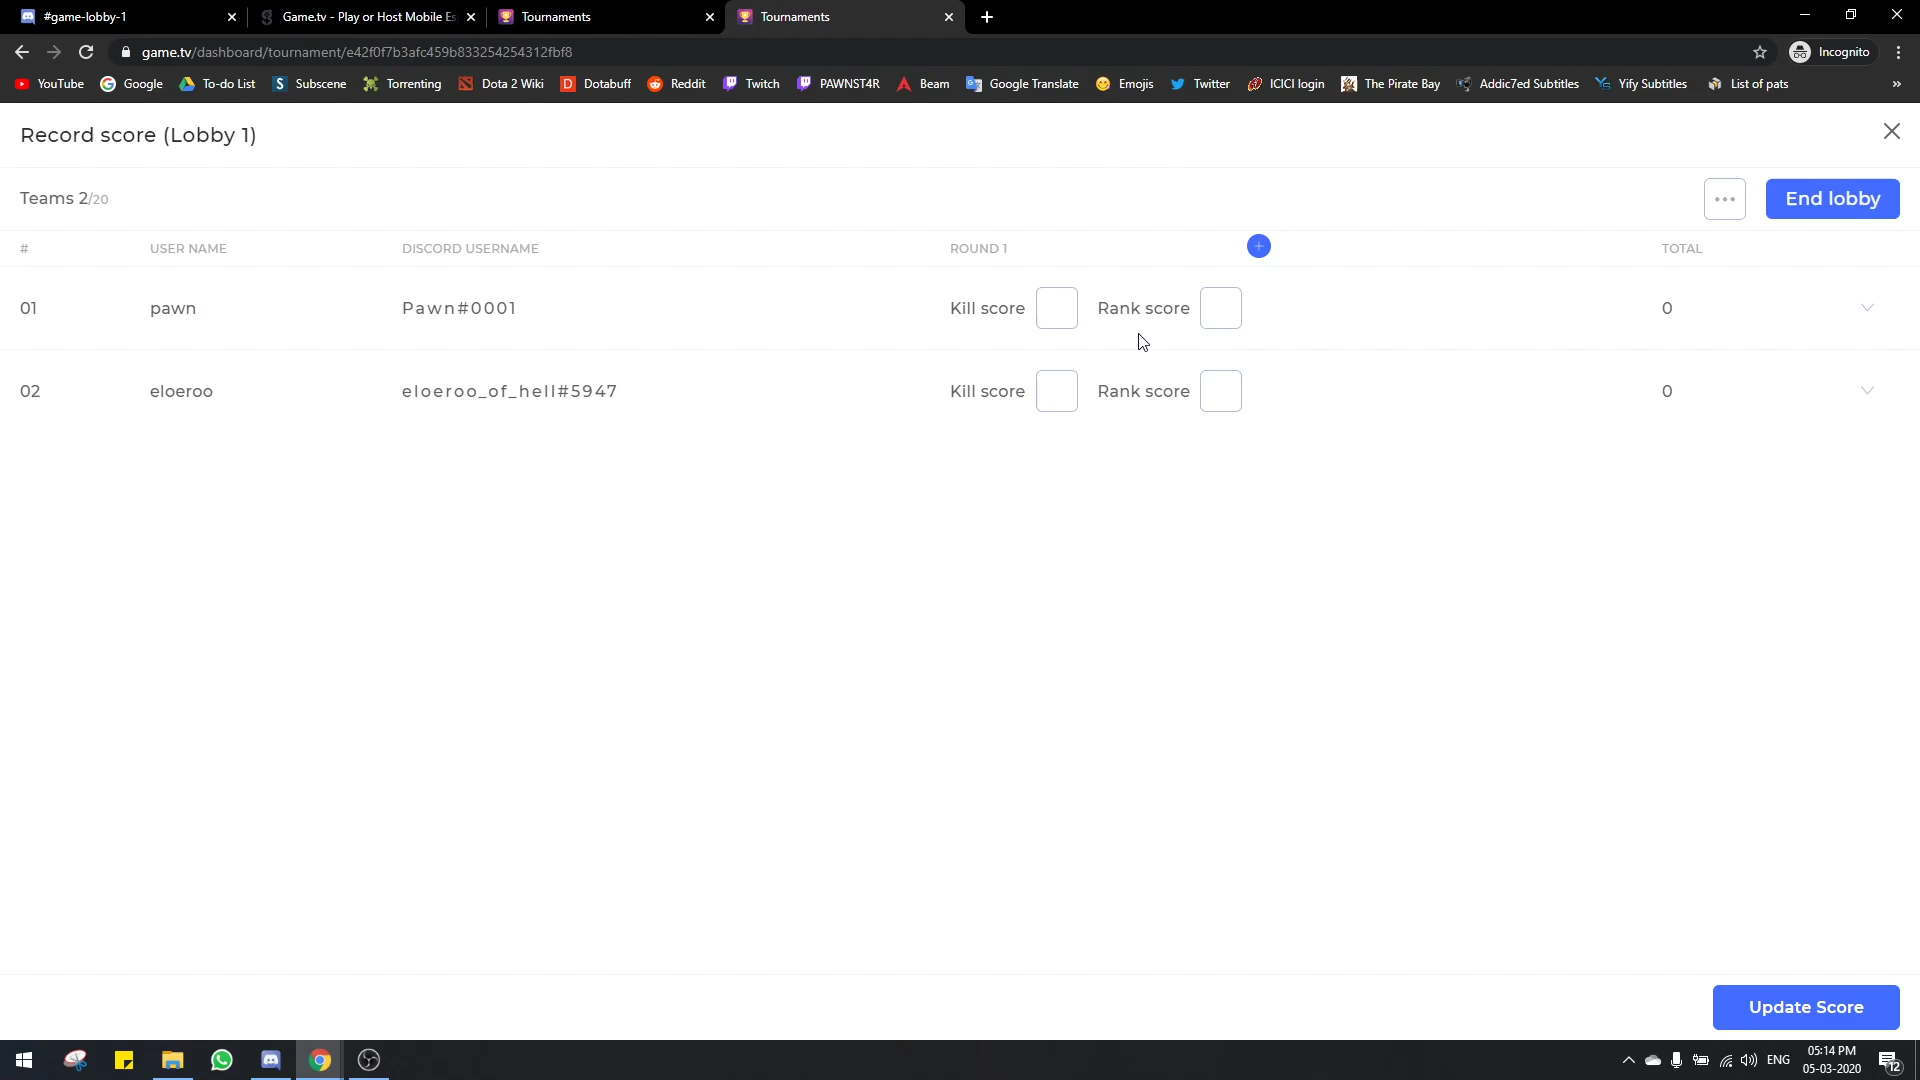 #game-lobby-1
Game.tv - Play or Host Mobile Es
Tournaments
Tournaments
game.tv/dashboard/tournament/e42f0f7b3afc459b833254254312fbf8
Incognito
YouTube Google To-do List Subscene Torrenting Dota 2 Wiki Dotabuff Reddit Twitch PAWNST4R Beam Google Translate Emojis Twitter ICICI login The Pirate Bay Addic7ed Subtitles Yify Subtitles List of pats »
Record score (Lobby 1)
Teams 2/20
End lobby
# USER NAME DISCORD USERNAME ROUND 1 TOTAL
01 pawn Pawn#0001 Kill score Rank score 0
02 eloeroo eloeroo_of_hell#5947 Kill score Rank score 0
Update Score
ENG
05:14 PM
05-03-2020
12